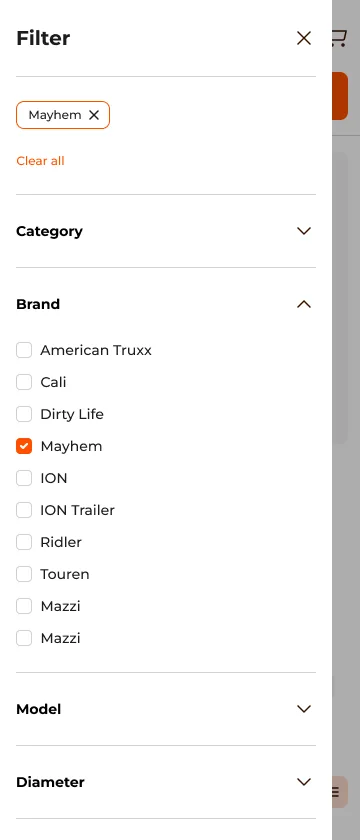 Filter
Mayhem
Clear all
Category
Brand
American Truxx
Cali
Dirty Life
Mayhem
ION
ION Trailer
Ridler
Touren
Mazzi
Mazzi
Model
Diameter